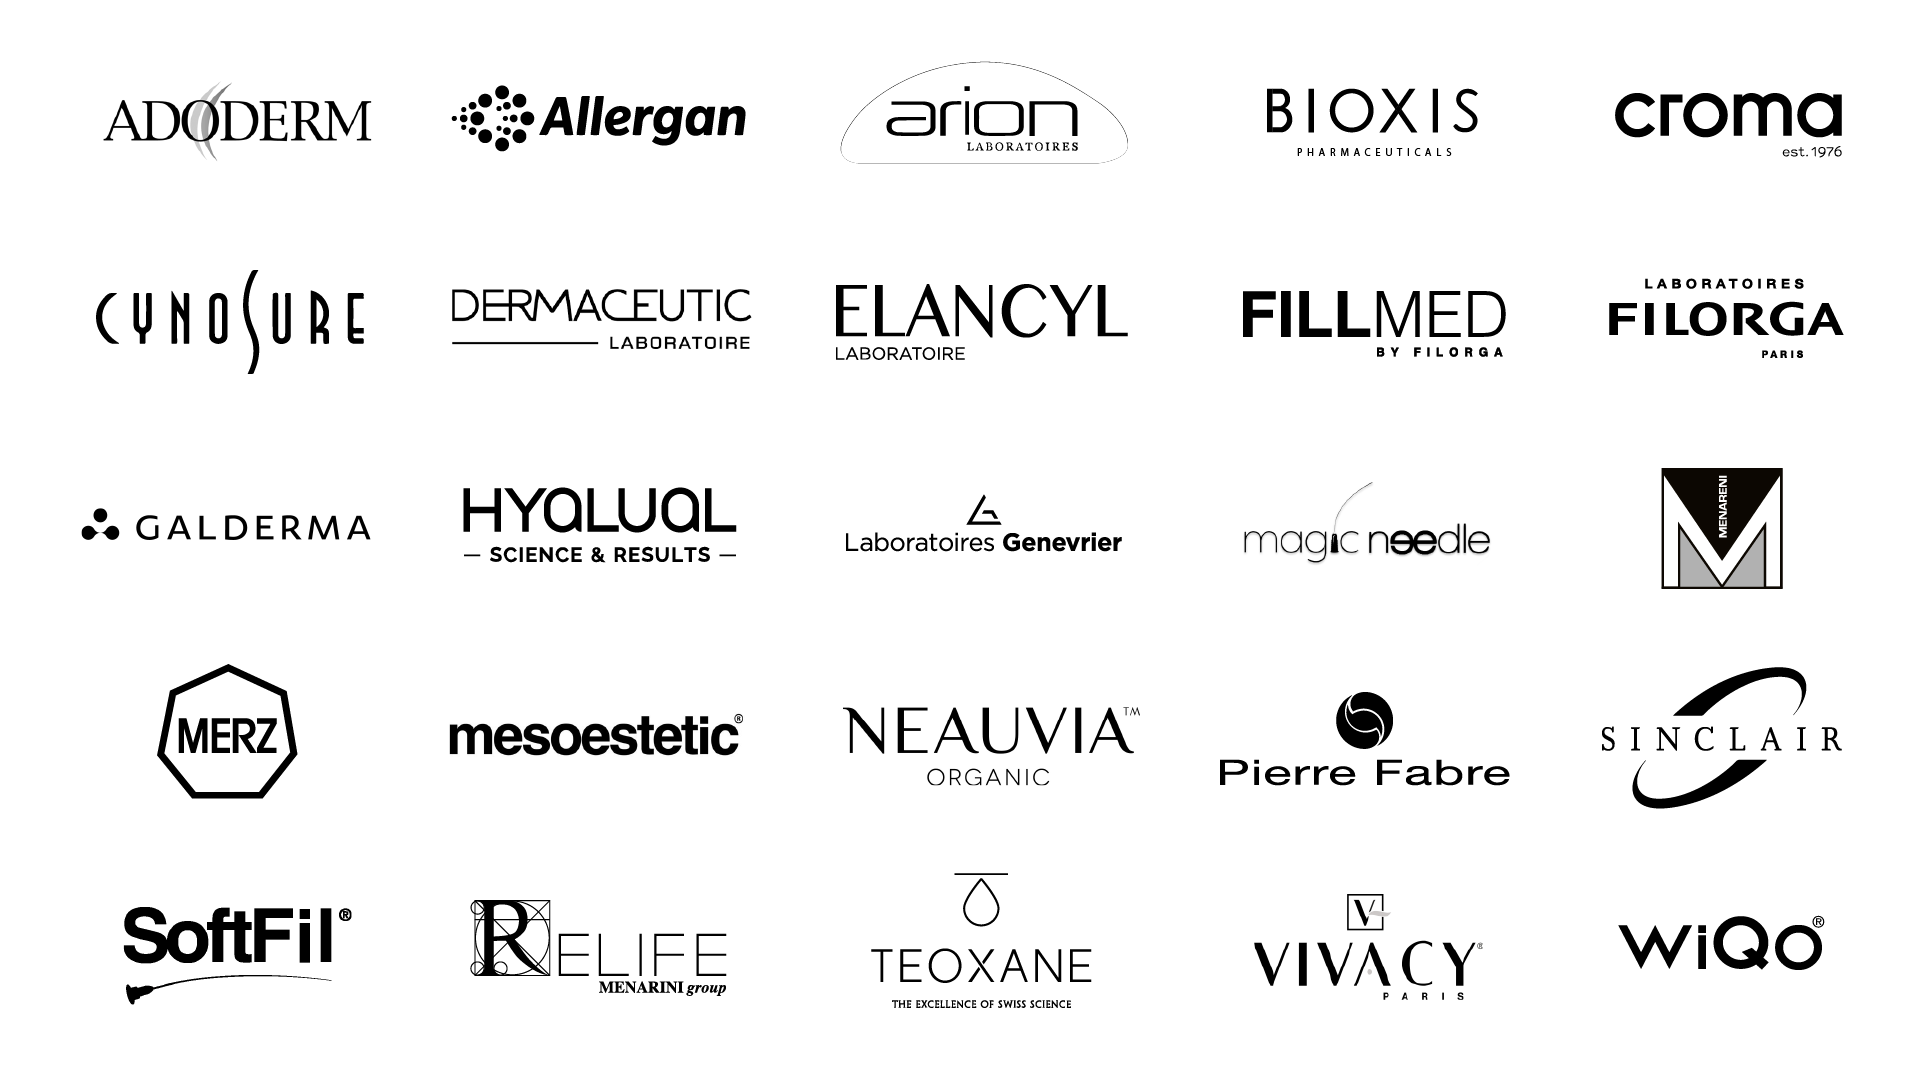 ADODERM
Allergan
arion
LABORATOIRES
BIOXIS
PHARMACEUTICALS
croma
est. 1976
CYNOSURE
DERMACEUTIC
LABORATOIRE
ELANCYL
LABORATOIRE
FILLMED
BY FILORGA
LABORATOIRES
FILORGA
PARIS
GALDERMA
HYALUAL
— SCIENCE & RESULTS —
Laboratoires Genevrier
magic needle
MENARENI
MERZ
mesoestetic®
NEAUVIA™
ORGANIC
Pierre Fabre
SINCLAIR
SoftFil®
RELIFE
MENARINI group
TEOXANE
THE EXCELLENCE OF SWISS SCIENCE
V
VIVACY®
PARIS
WiQo®